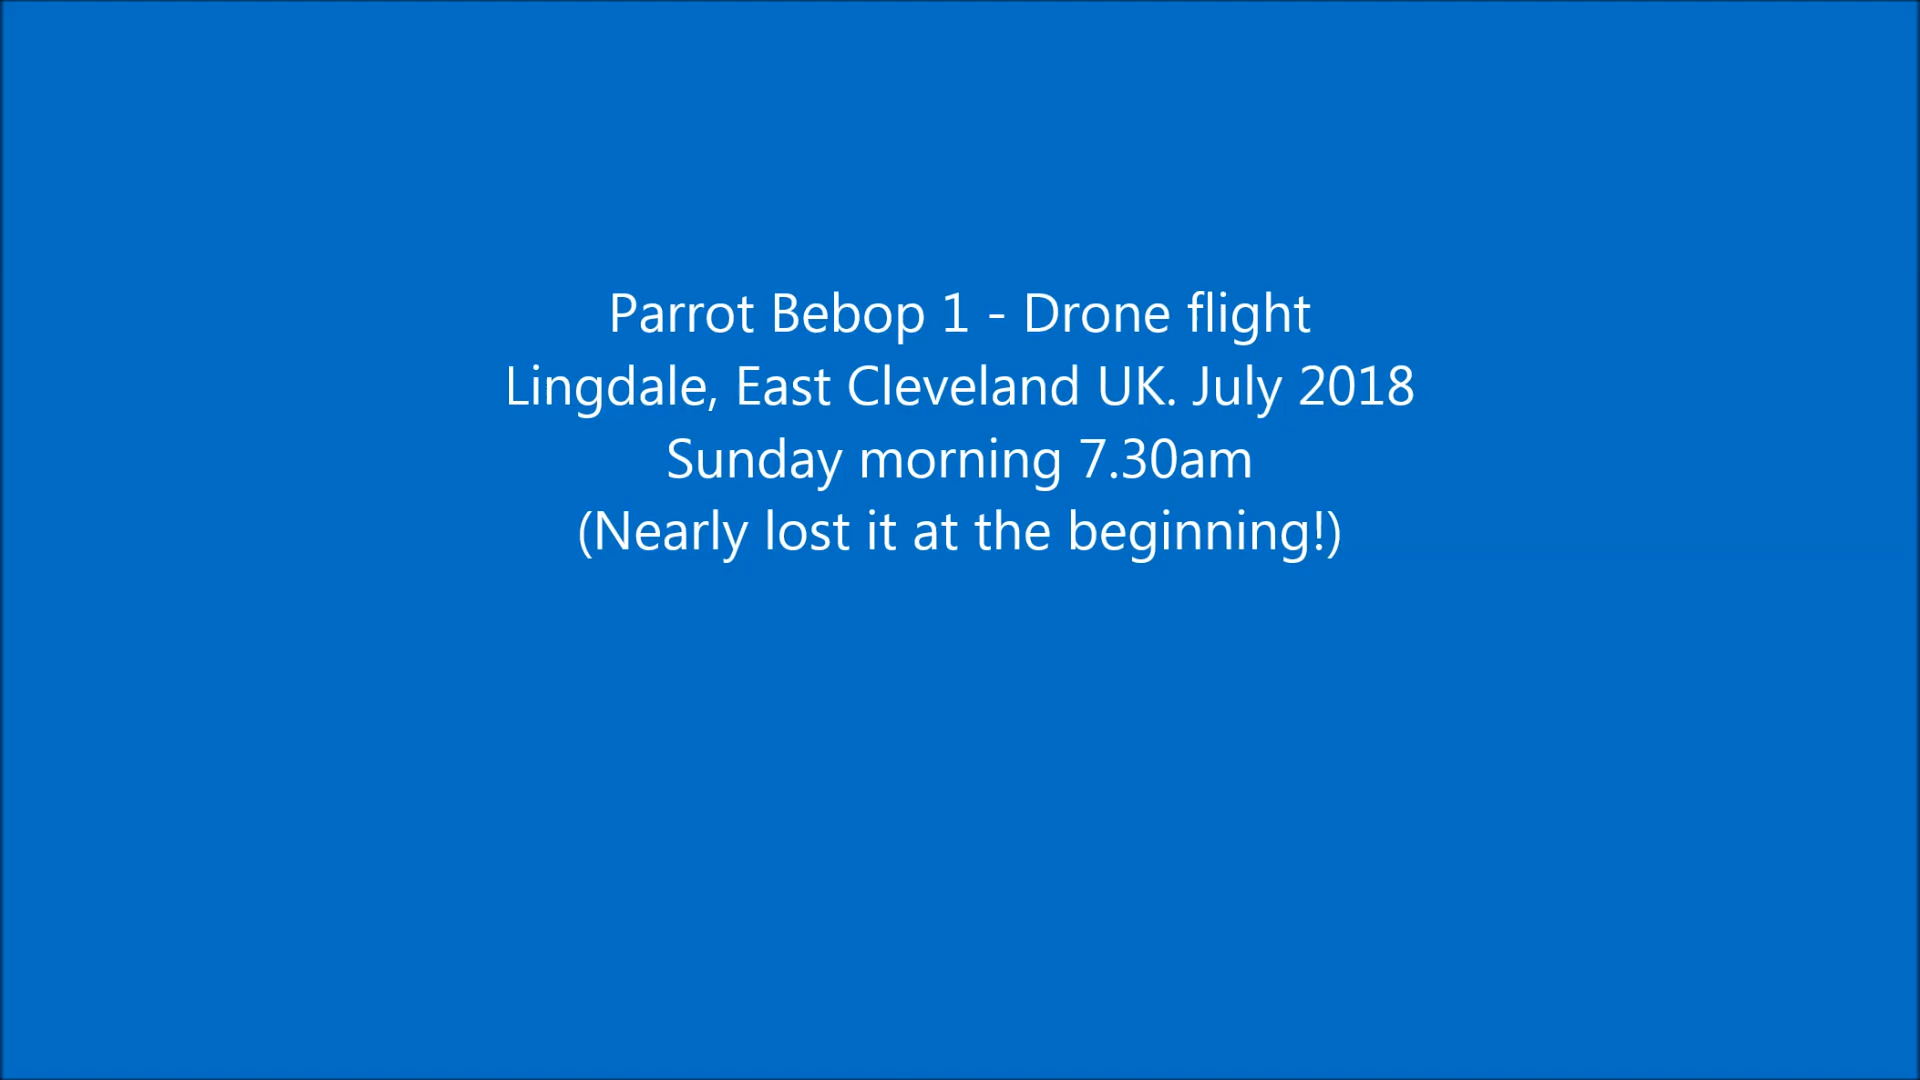 Parrot Bebop 1 - Drone flight
Lingdale, East Cleveland UK. July 2018
Sunday morning 7.30am
(Nearly lost it at the beginning!)